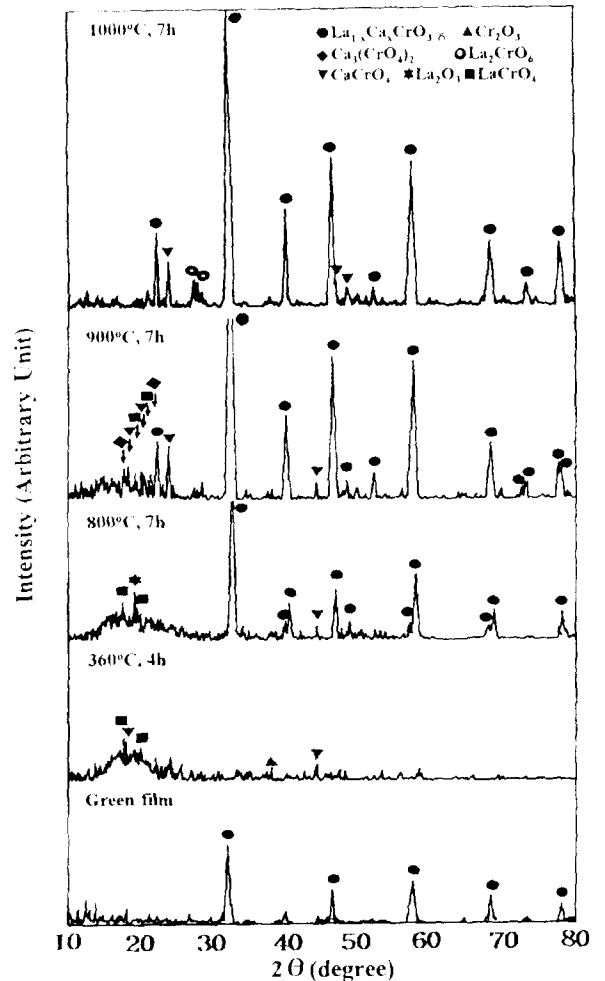 1000°C, 7h
● La₁₋ₓCaₓCrO₃₋δ ▲ Cr₂O₃
◆ Ca₃(CrO₄)₂ La₂CrO₆
▼ CaCrO₄ ✶ La₂O₃ ■ LaCrO₄
900°C, 7h
800°C, 7h
360°C, 4h
Green film
Intensity (Arbitrary Unit)
10 20 30 40 50 60 70 80
2 Θ (degree)